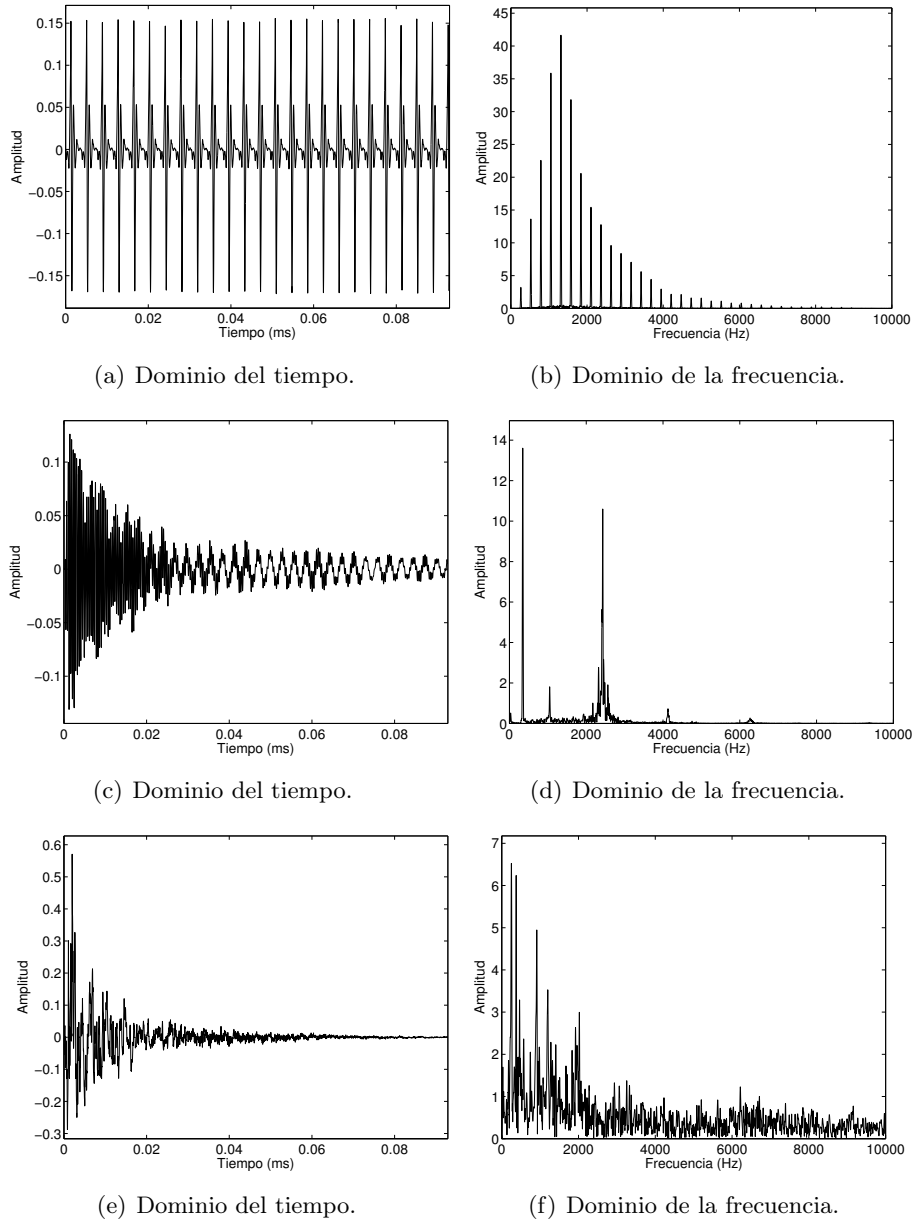 0.15
0.1
0.05
0
−0.05
−0.1
−0.15
Amplitud
0 0.02 0.04 0.06 0.08
Tiempo (ms)
(a) Dominio del tiempo.
45
40
35
30
25
20
15
10
5
0
Amplitud
0 2000 4000 6000 8000 10000
Frecuencia (Hz)
(b) Dominio de la frecuencia.
0.1
0.05
0
−0.05
−0.1
Amplitud
0 0.02 0.04 0.06 0.08
Tiempo (ms)
(c) Dominio del tiempo.
14
12
10
8
6
4
2
0
Amplitud
0 2000 4000 6000 8000 10000
Frecuencia (Hz)
(d) Dominio de la frecuencia.
0.6
0.5
0.4
0.3
0.2
0.1
0
−0.1
−0.2
−0.3
Amplitud
0 0.02 0.04 0.06 0.08
Tiempo (ms)
(e) Dominio del tiempo.
7
6
5
4
3
2
1
0
Amplitud
0 2000 4000 6000 8000 10000
Frecuencia (Hz)
(f) Dominio de la frecuencia.